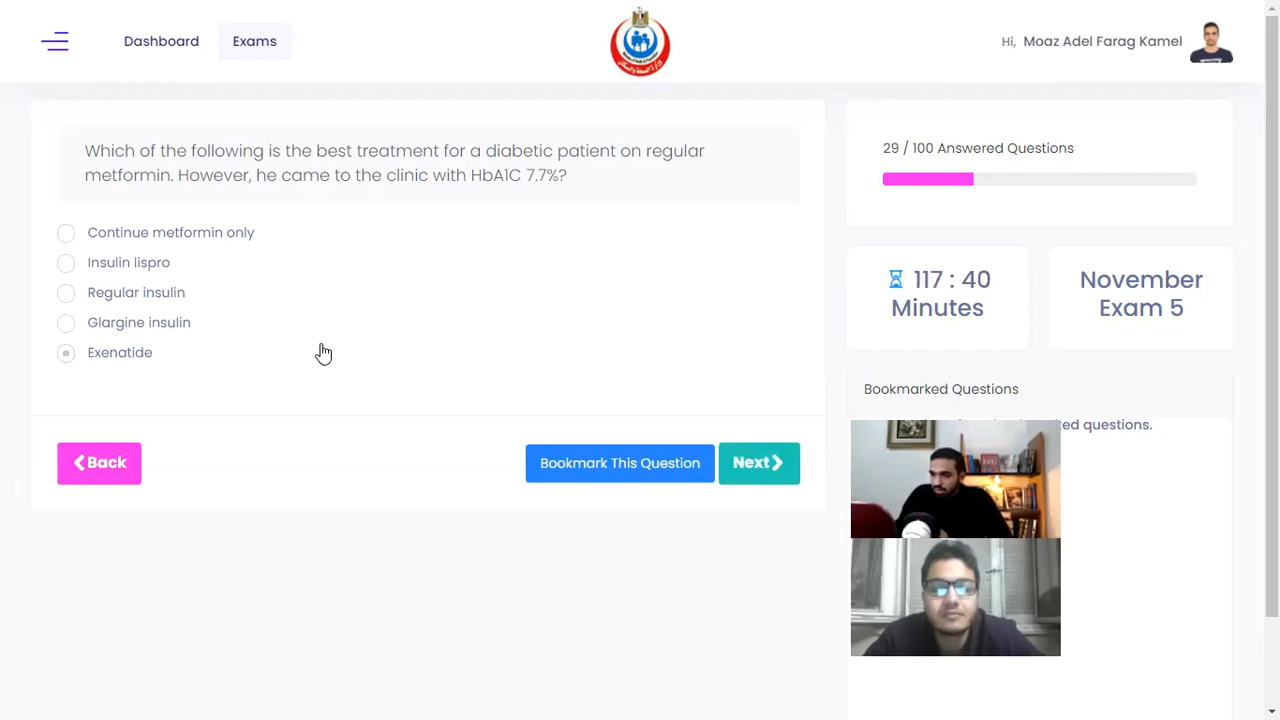 Dashboard
Exams
Hi, Moaz Adel Farag Kamel
Which of the following is the best treatment for a diabetic patient on regular
metformin. However, he came to the clinic with HbA1C 7.7%?
Continue metformin only
Insulin lispro
Regular insulin
Glargine insulin
Exenatide
Back
Bookmark This Question
Next
29 / 100 Answered Questions
117 : 40
Minutes
November
Exam 5
Bookmarked Questions
questions.